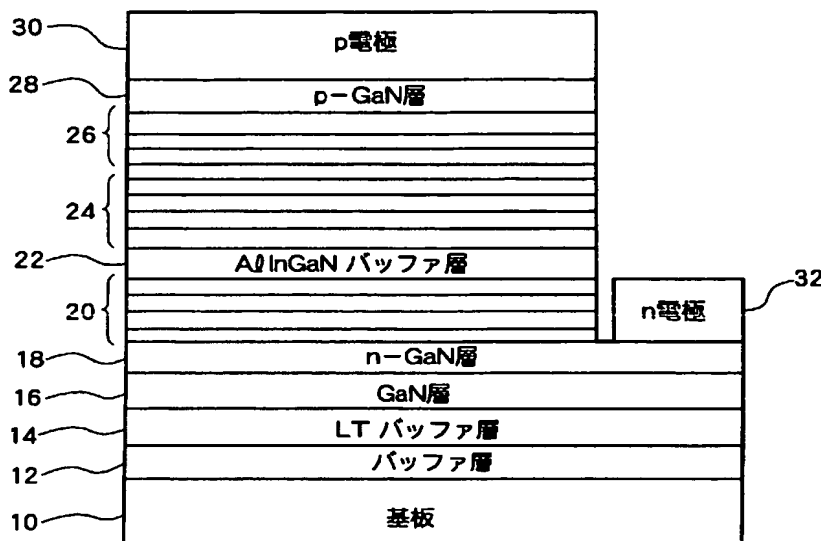 30 p電極
28 p-GaN層
26
24
22 AlInGaN バッファ層
20
n電極 32
18 n-GaN層
16 GaN層
14 LT バッファ層
12 バッファ層
10 基板